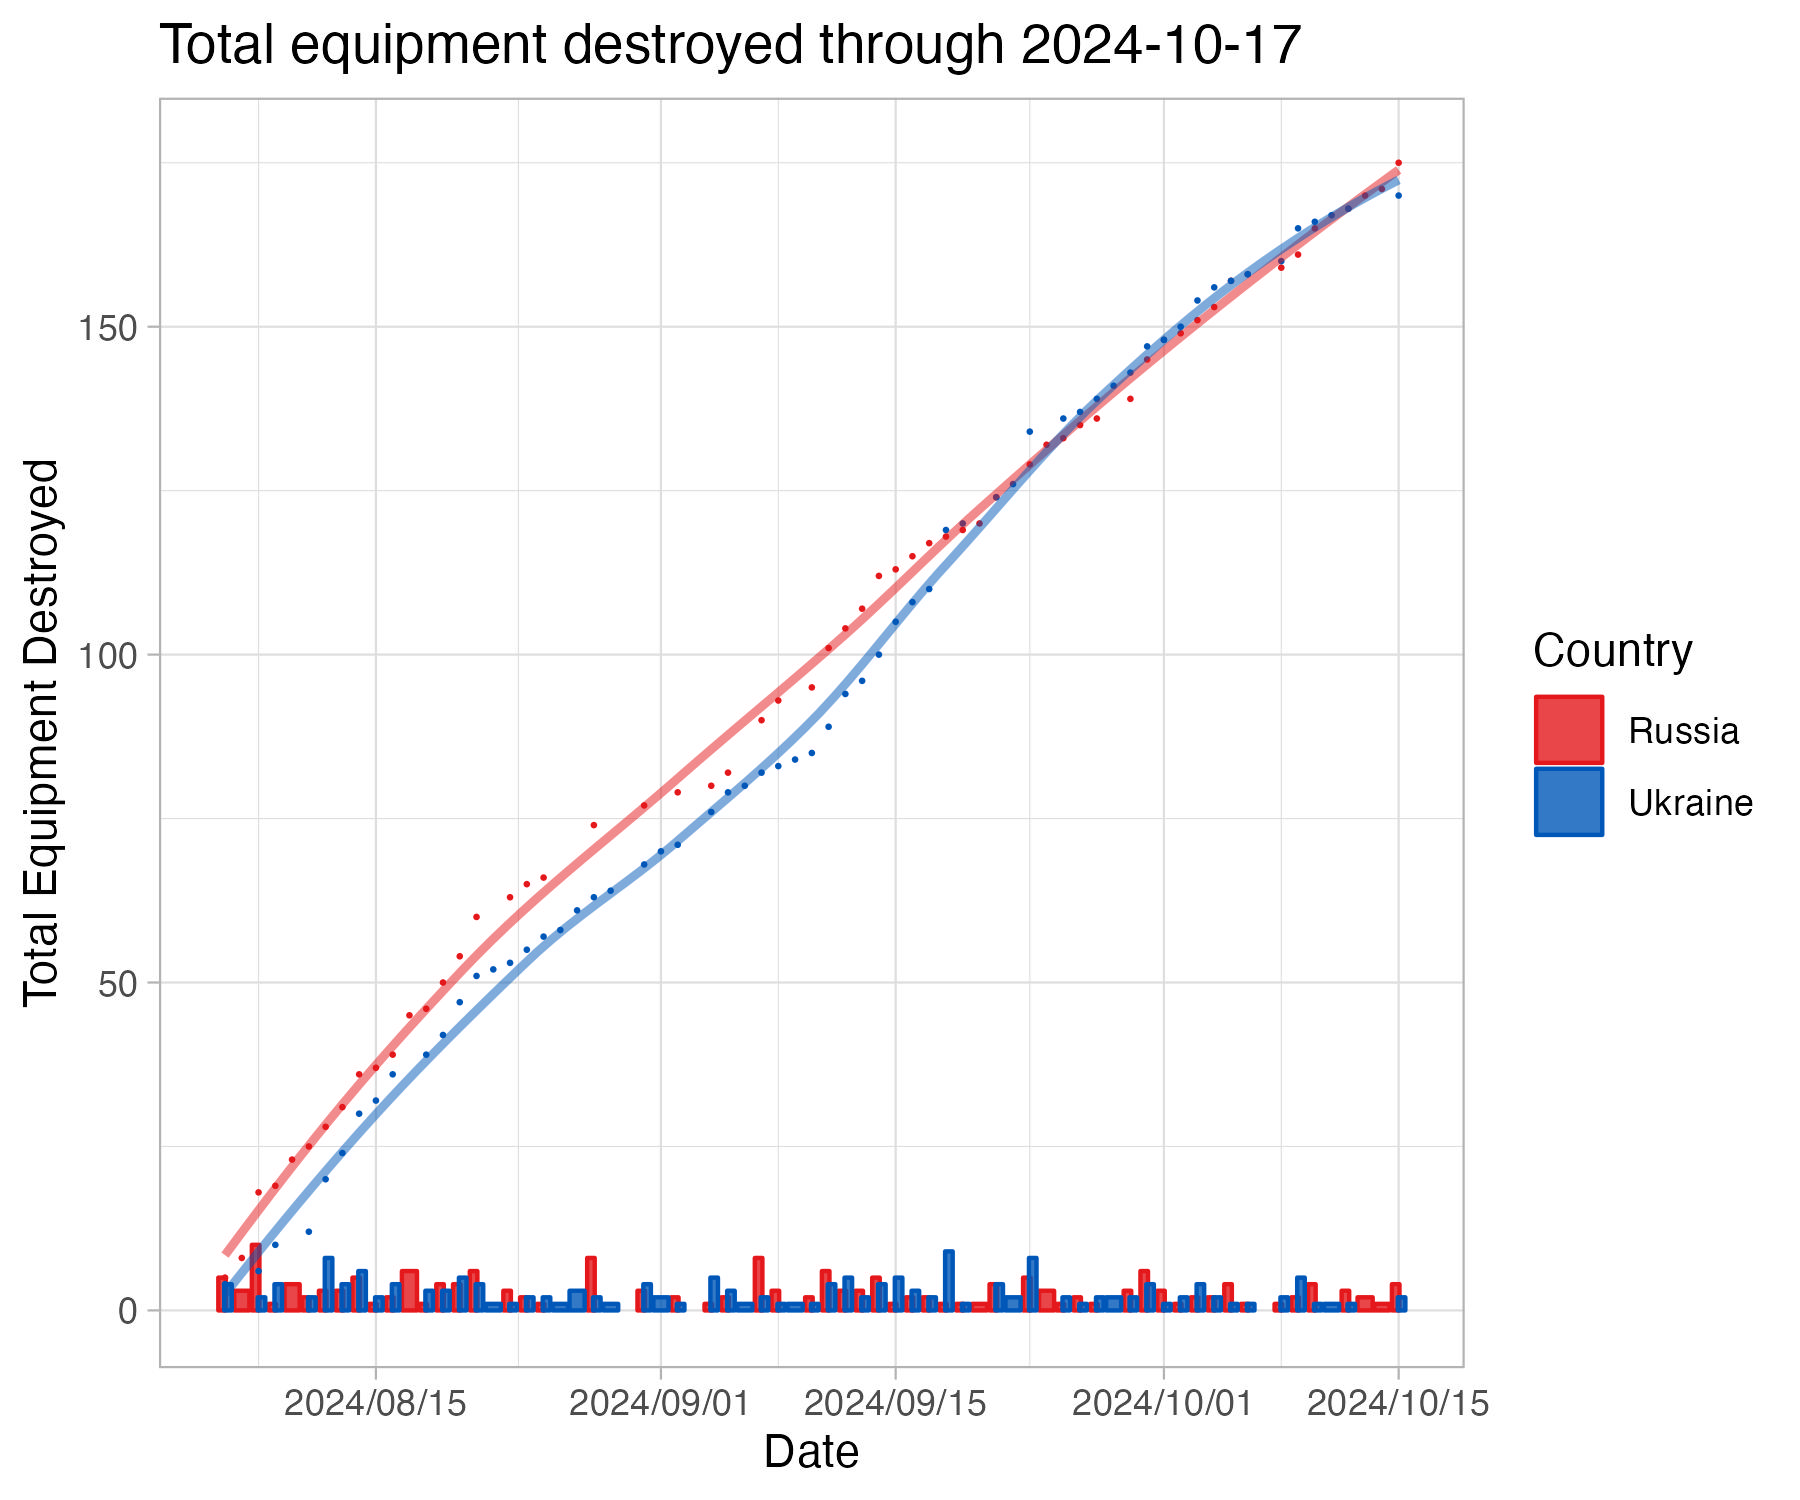 Total equipment destroyed through 2024-10-17
Total Equipment Destroyed
150
100
50
0
2024/08/15
2024/09/01
2024/09/15
2024/10/01
2024/10/15
Date
Country
Russia
Ukraine